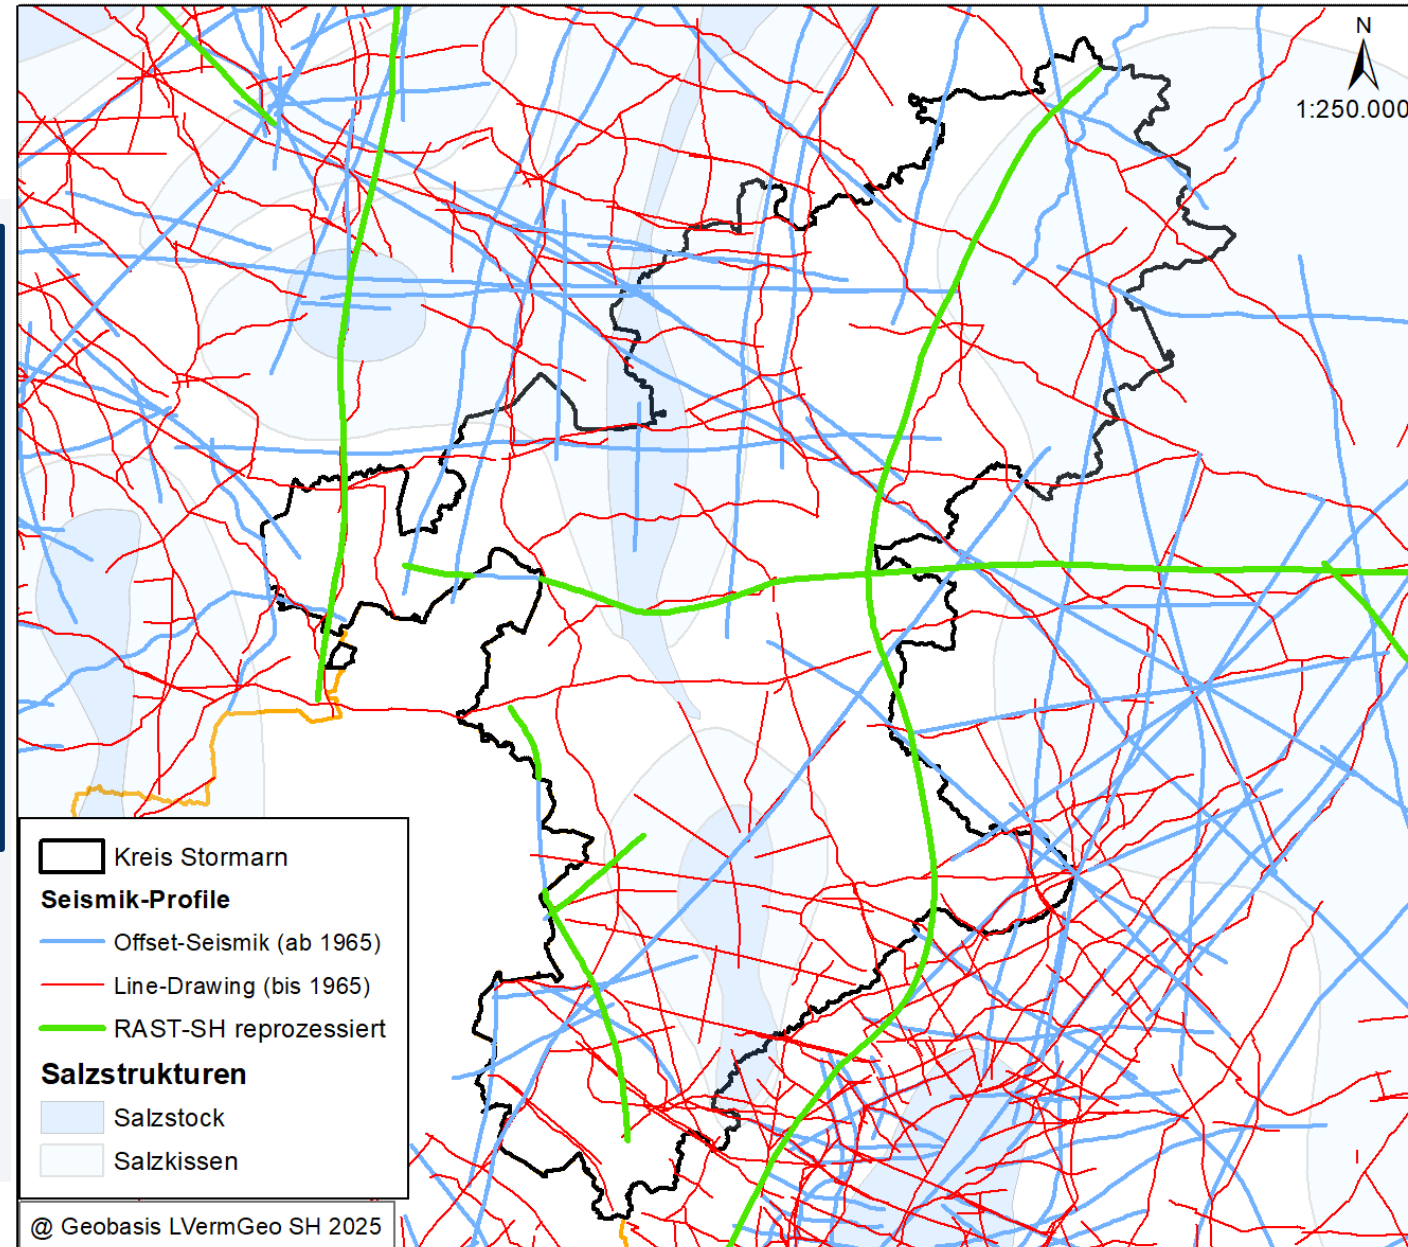 N
1:250.000
Kreis Stormarn
Seismik-Profile
Offset-Seismik (ab 1965)
Line-Drawing (bis 1965)
RAST-SH reprozessiert
Salzstrukturen
Salzstock
Salzkissen
@ Geobasis LVermGeo SH 2025